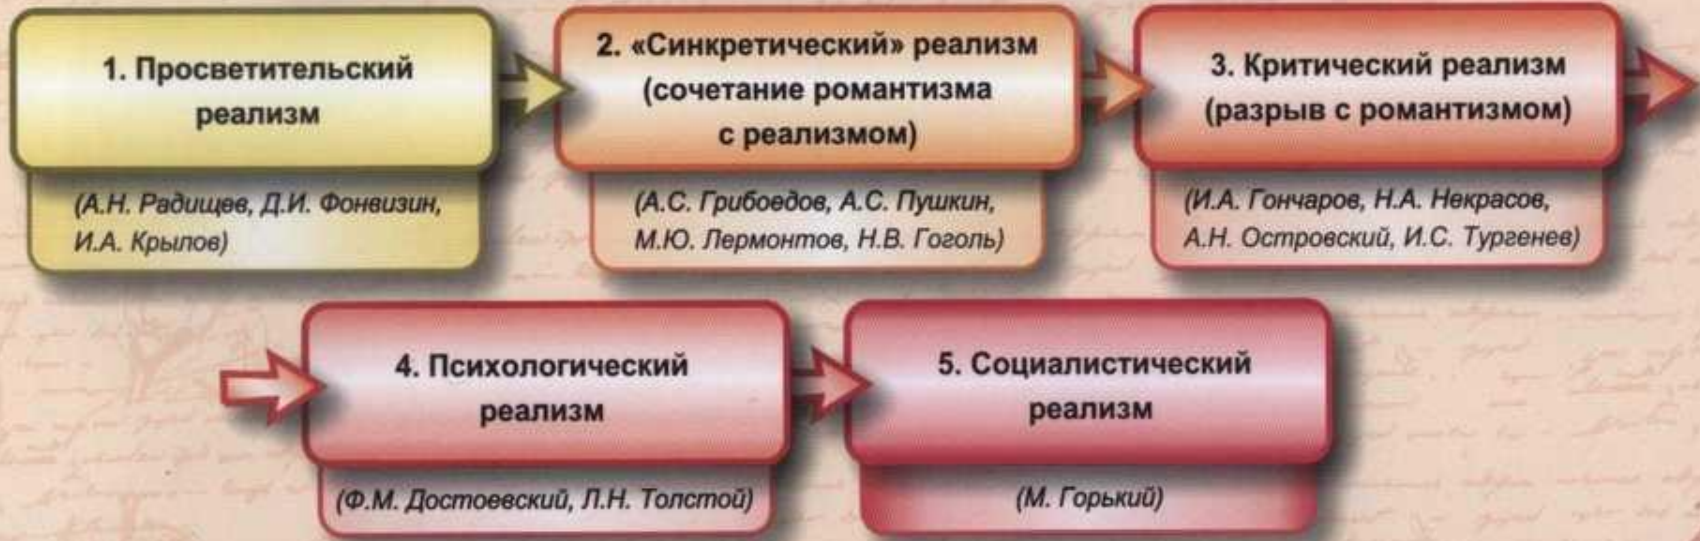 1. Просветительский
реализм
(А.Н. Радищев, Д.И. Фонвизин,
И.А. Крылов)
2. «Синкретический» реализм
(сочетание романтизма
с реализмом)
(А.С. Грибоедов, А.С. Пушкин,
М.Ю. Лермонтов, Н.В. Гоголь)
3. Критический реализм
(разрыв с романтизмом)
(И.А. Гончаров, Н.А. Некрасов,
А.Н. Островский, И.С. Тургенев)
4. Психологический
реализм
(Ф.М. Достоевский, Л.Н. Толстой)
5. Социалистический
реализм
(М. Горький)